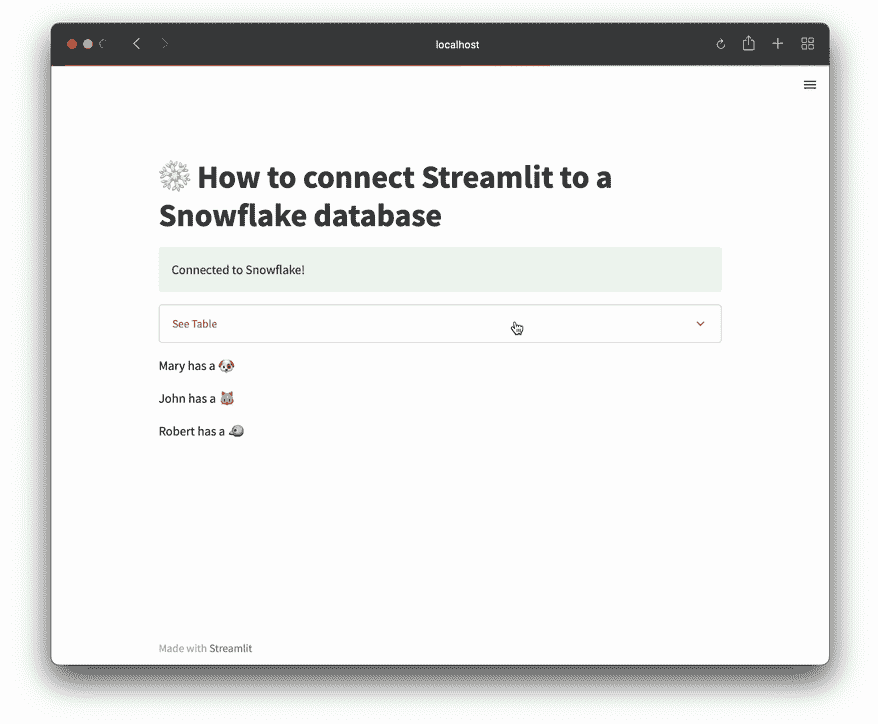 localhost
❄️ How to connect Streamlit to a
Snowflake database
Connected to Snowflake!
See Table
Mary has a 🐶
John has a 🐱
Robert has a 🐦
Made with Streamlit